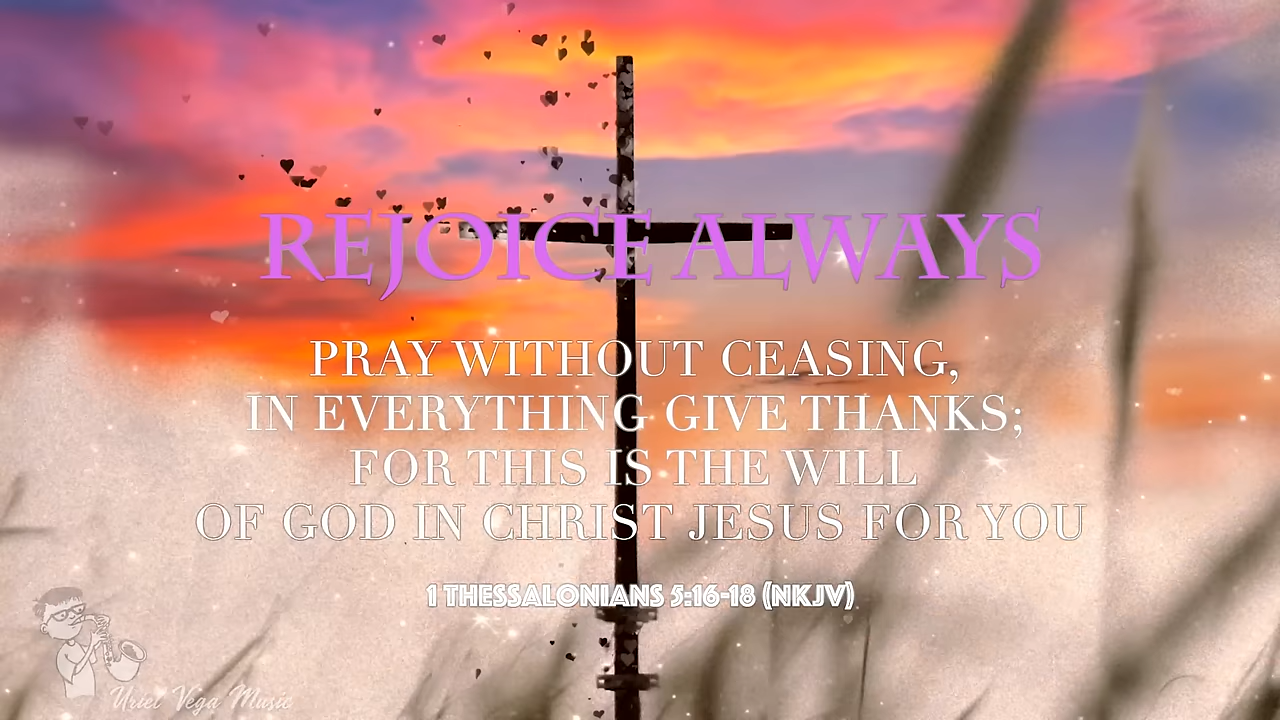 REJOICE ALWAYS
PRAY WITHOUT CEASING,
IN EVERYTHING GIVE THANKS;
FOR THIS IS THE WILL
OF GOD IN CHRIST JESUS FOR YOU
1 THESSALONIANS 5:16-18 (NKJV)
Uriel Vega Music